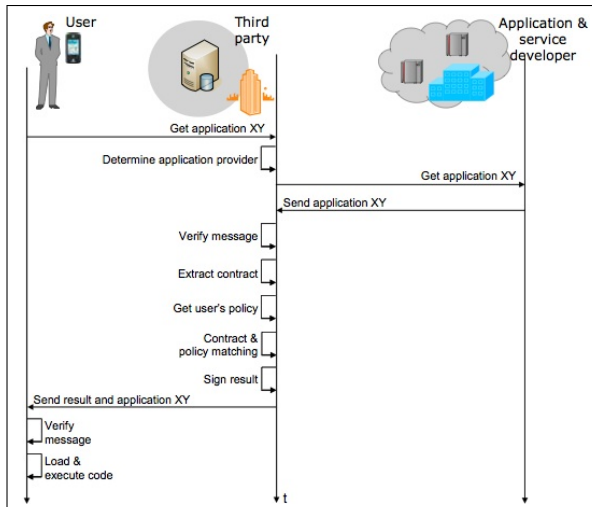 User
Third
party
Application &
service
developer
Get application XY
Determine application provider
Get application XY
Send application XY
Verify message
Extract contract
Get user's policy
Contract &
policy matching
Sign result
Send result and application XY
Verify
message
Load &
execute code
t